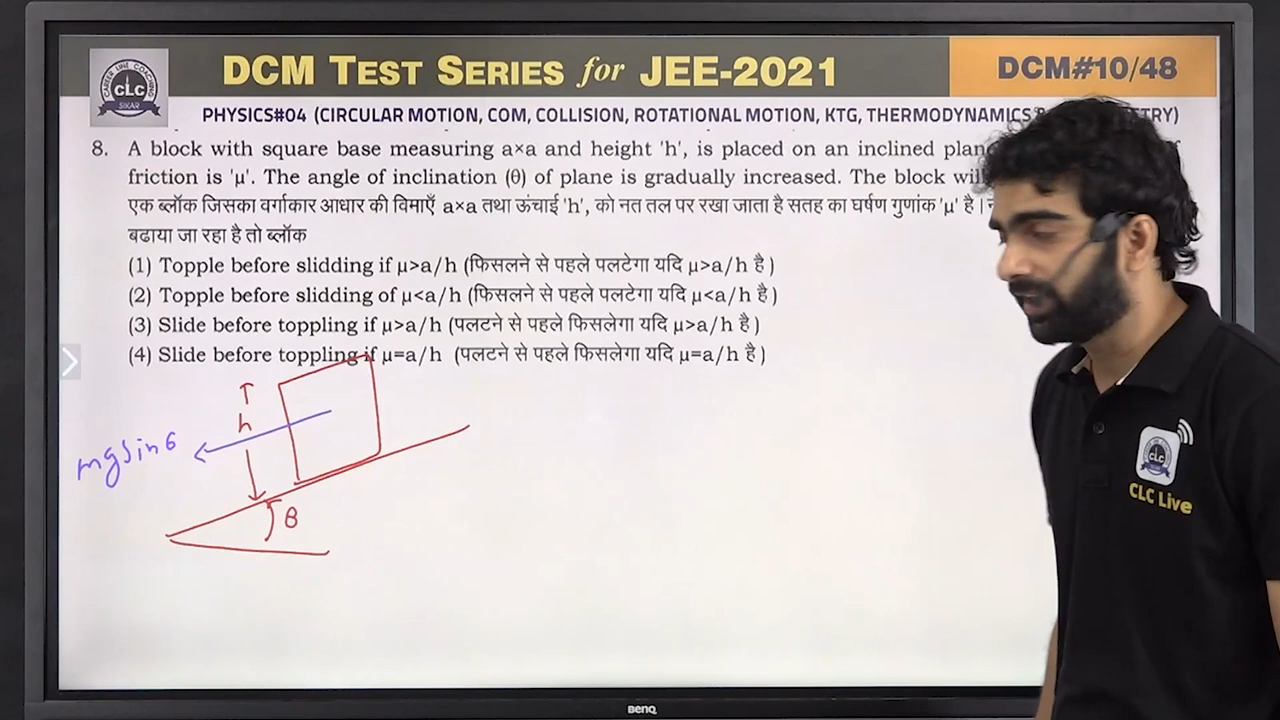 DCM TEST SERIES for JEE-2021
DCM#10/48
CAREER LINE COACHING
CLC
SIKAR
PHYSICS#04 (CIRCULAR MOTION, COM, COLLISION, ROTATIONAL MOTION, KTG, THERMODYNAMICS
8. A block with square base measuring a×a and height 'h', is placed on an inclined
friction is 'μ'. The angle of inclination (θ) of plane is gradually increased. The block
एक ब्लॉक जिसका वर्गाकार आधार की विमाएँ a×a तथा ऊंचाई 'h', को नत तल पर रखा जाता है सतह का घर्षण गुणांक 'μ' है।
बढाया जा रहा है तो ब्लॉक
(1) Topple before slidding if μ>a/h (फिसलने से पहले पलटेगा यदि μ>a/h है)
(2) Topple before slidding of μ<a/h (फिसलने से पहले पलटेगा यदि μ<a/h है)
(3) Slide before toppling if μ>a/h (पलटने से पहले फिसलेगा यदि μ>a/h है)
(4) Slide before toppling if μ=a/h (पलटने से पहले फिसलेगा यदि μ=a/h है)
h
mgsinθ
θ
CLC
CLC Live
BenQ